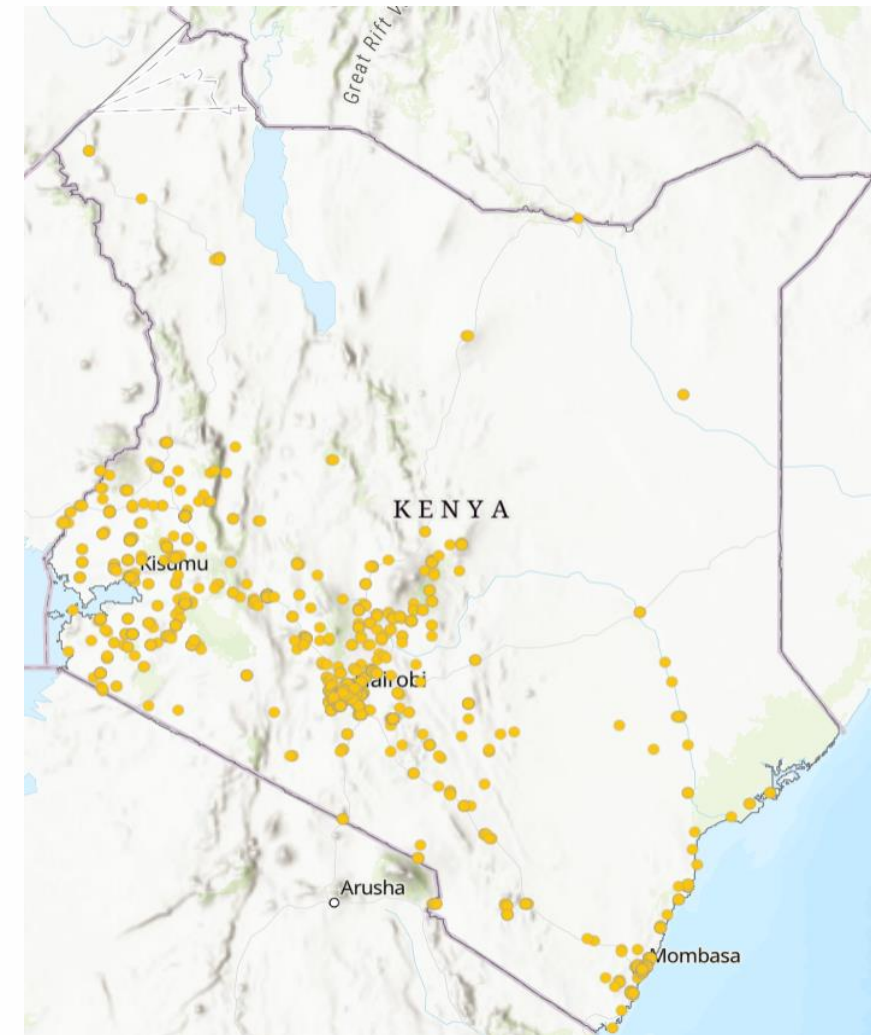 Great Rift V
KENYA
Kisumu
Nairobi
Arusha
Mombasa